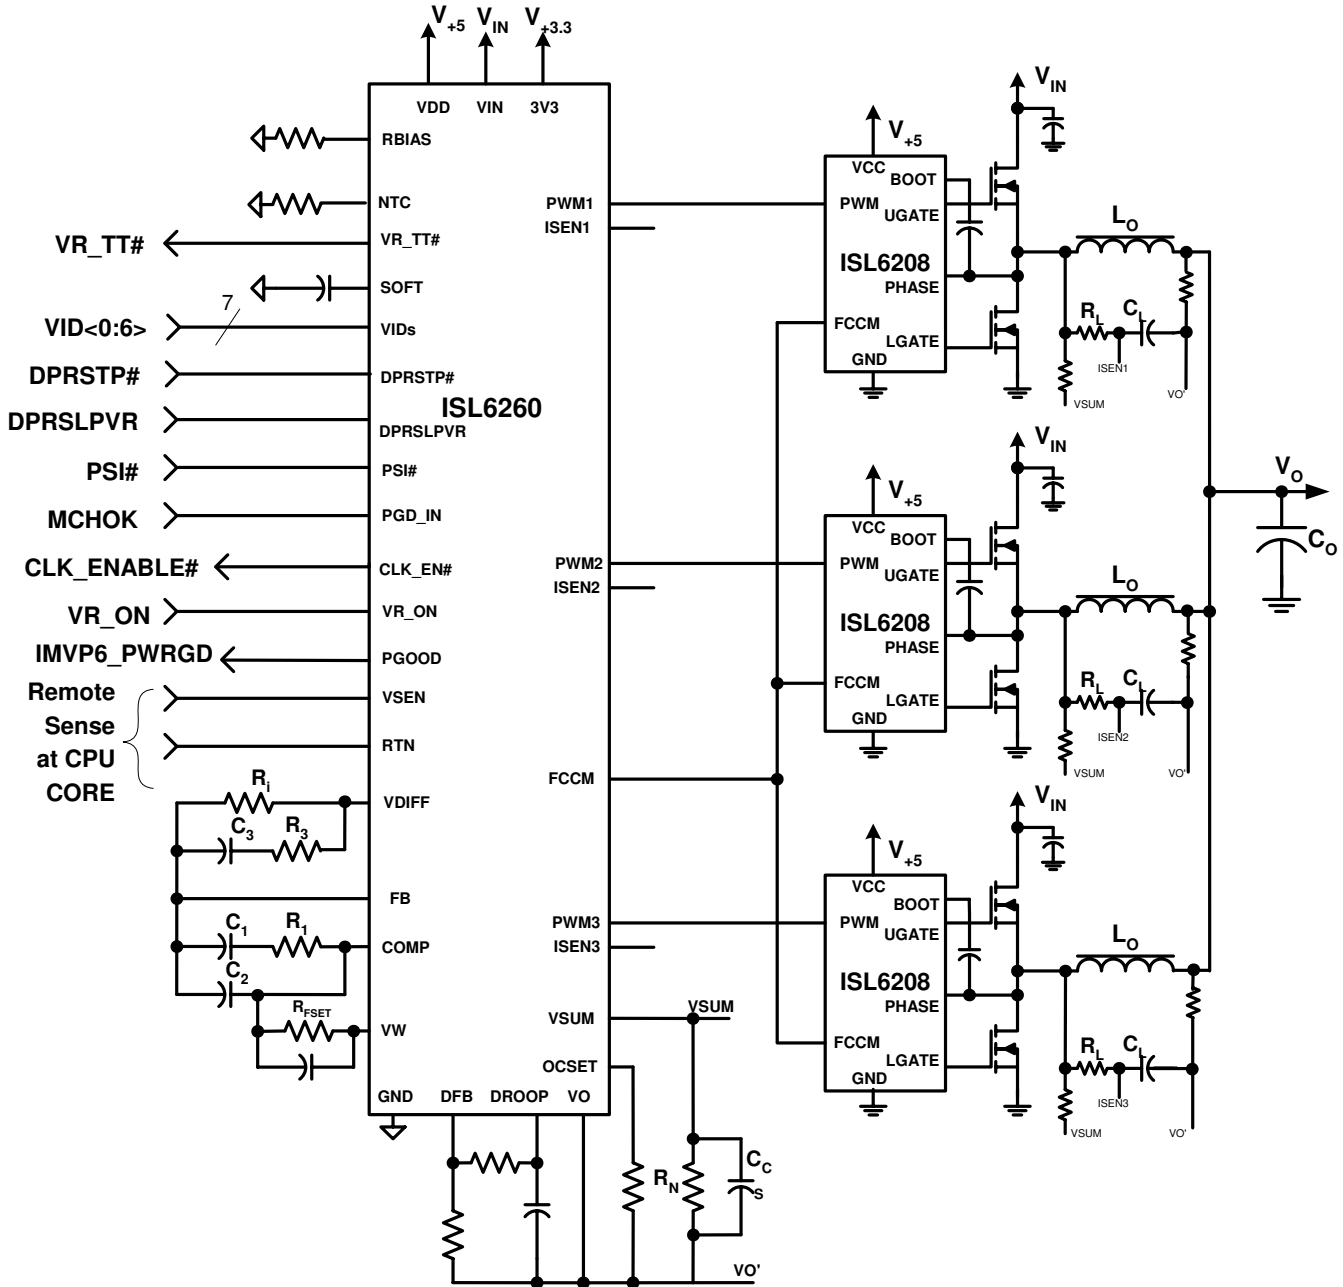 V+5
VIN
V+3.3
VDD
VIN
3V3
RBIAS
NTC
VR_TT#
VR_TT#
SOFT
7
VID<0:6>
VIDs
DPRSTP#
DPRSTP#
ISL6260
DPRSLPVR
DPRSLPVR
PSI#
PSI#
MCHOK
PGD_IN
CLK_ENABLE#
CLK_EN#
VR_ON
VR_ON
IMVP6_PWRGD
PGOOD
Remote
Sense
at CPU
CORE
VSEN
RTN
Ri
VDIFF
C3
R3
FB
C1
R1
COMP
C2
RFSET
VW
GND
DFB
DROOP
VO
PWM1
ISEN1
PWM2
ISEN2
FCCM
PWM3
ISEN3
VSUM
VSUM
OCSET
RN
CC
S
VO'
V+5
VIN
VCC
BOOT
PWM
UGATE
ISL6208
PHASE
FCCM
LGATE
GND
LO
RL
CL
ISEN1
VSUM
VO'
V+5
VIN
VCC
BOOT
PWM
UGATE
ISL6208
PHASE
FCCM
LGATE
GND
LO
RL
CL
ISEN2
VSUM
VO'
VO
CO
V+5
VIN
VCC
BOOT
PWM
UGATE
ISL6208
PHASE
FCCM
LGATE
GND
LO
RL
CL
ISEN3
VSUM
VO'